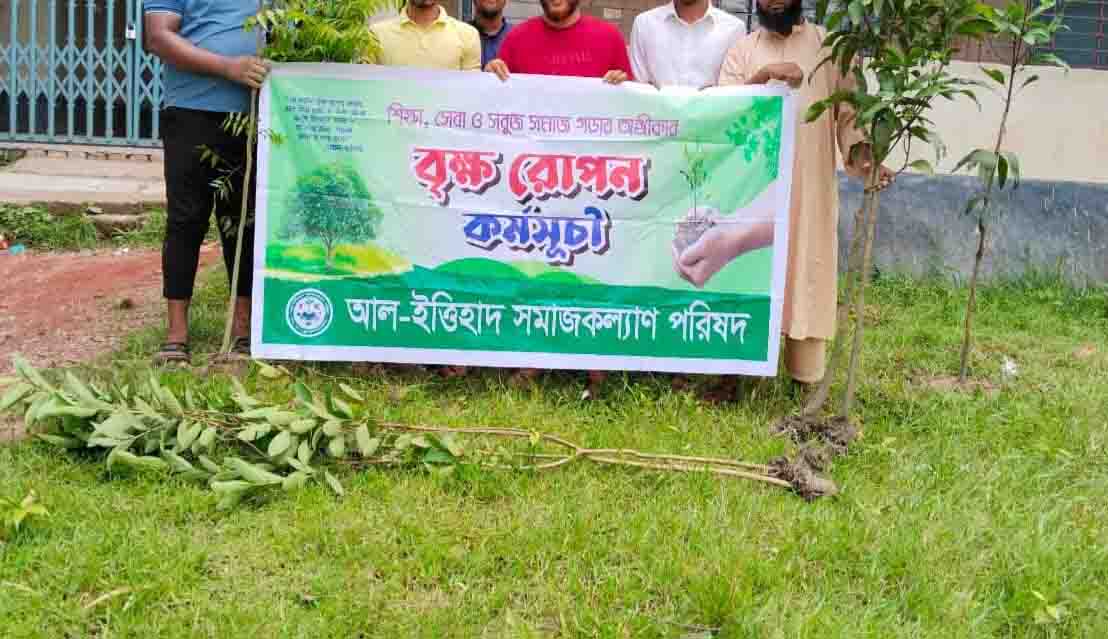 শিক্ষা, সেবা ও সবুজ সমাজ গড়ার অঙ্গীকার
বৃক্ষ রোপন
কর্মসূচী
আল-ইত্তিহাদ সমাজকল্যাণ পরিষদ